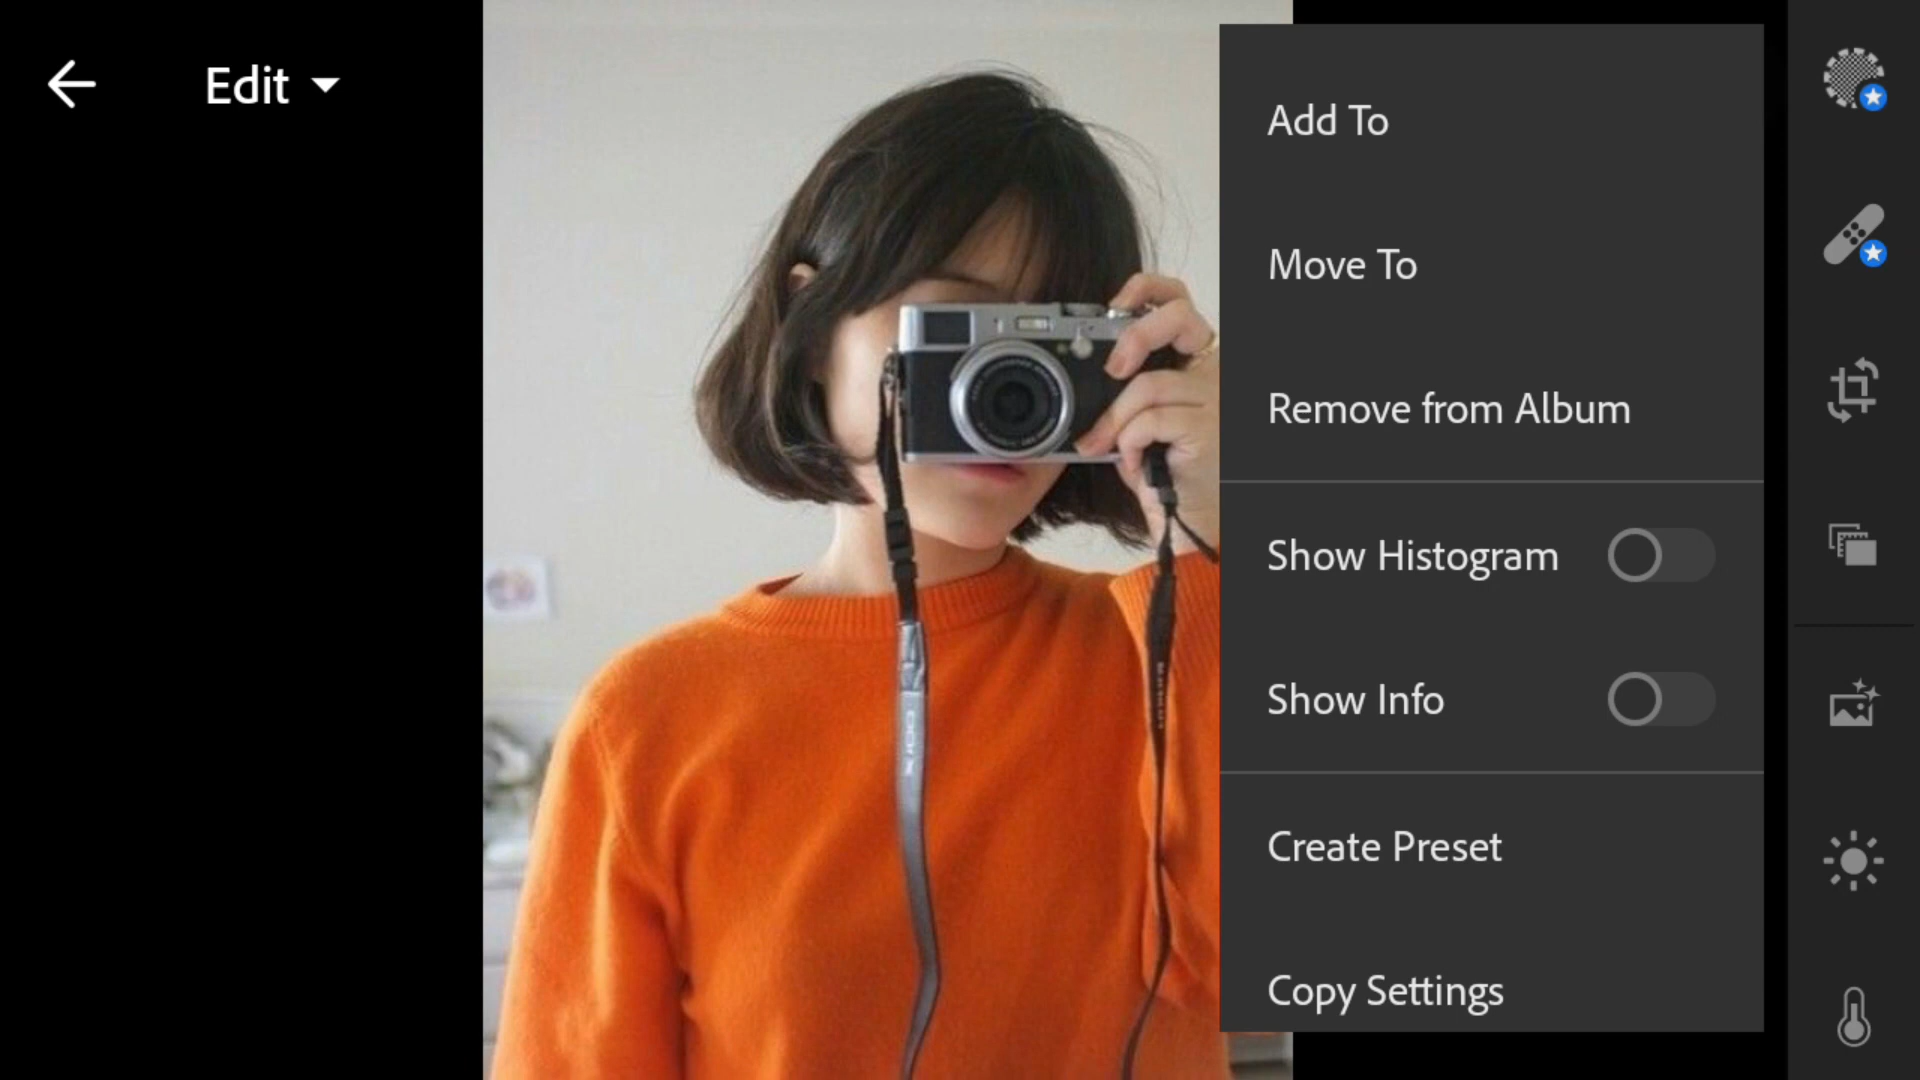 Edit
Add To
Move To
Remove from Album
Show Histogram
Show Info
Create Preset
Copy Settings